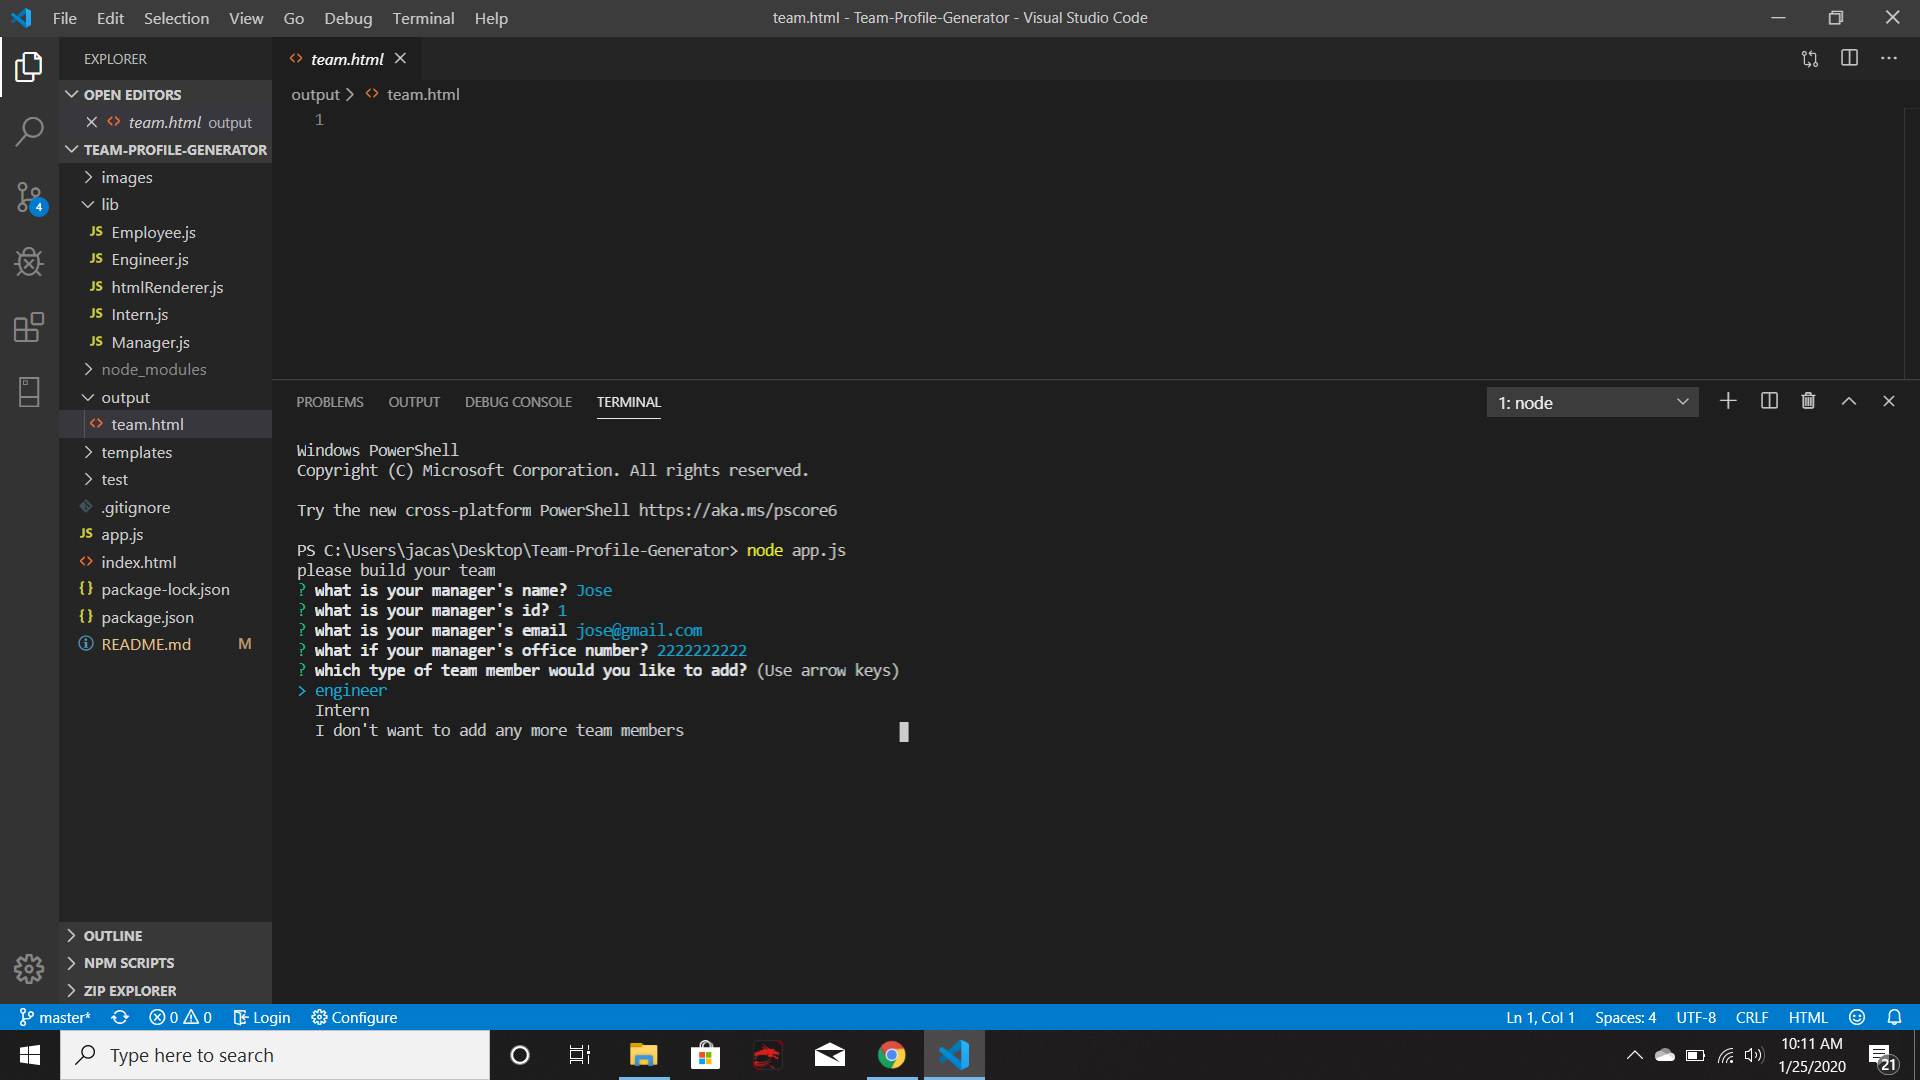 File Edit Selection View Go Debug Terminal Help
team.html - Team-Profile-Generator - Visual Studio Code
EXPLORER
OPEN EDITORS
team.html output
TEAM-PROFILE-GENERATOR
images
lib
JS Employee.js
JS Engineer.js
JS htmlRenderer.js
JS Intern.js
JS Manager.js
node_modules
output
team.html
templates
test
.gitignore
JS app.js
index.html
{} package-lock.json
{} package.json
README.md M
OUTLINE
NPM SCRIPTS
ZIP EXPLORER
4
team.html
output > team.html
1
PROBLEMS OUTPUT DEBUG CONSOLE TERMINAL
1: node
Windows PowerShell
Copyright (C) Microsoft Corporation. All rights reserved.
Try the new cross-platform PowerShell https://aka.ms/pscore6
PS C:\Users\jacas\Desktop\Team-Profile-Generator> node app.js
please build your team
? what is your manager's name? Jose
? what is your manager's id? 1
? what is your manager's email jose@gmail.com
? what if your manager's office number? 2222222222
? which type of team member would you like to add? (Use arrow keys)
> engineer
Intern
I don't want to add any more team members
master* 0 0 Login Configure
Ln 1, Col 1 Spaces: 4 UTF-8 CRLF HTML
Type here to search
10:11 AM
1/25/2020
21